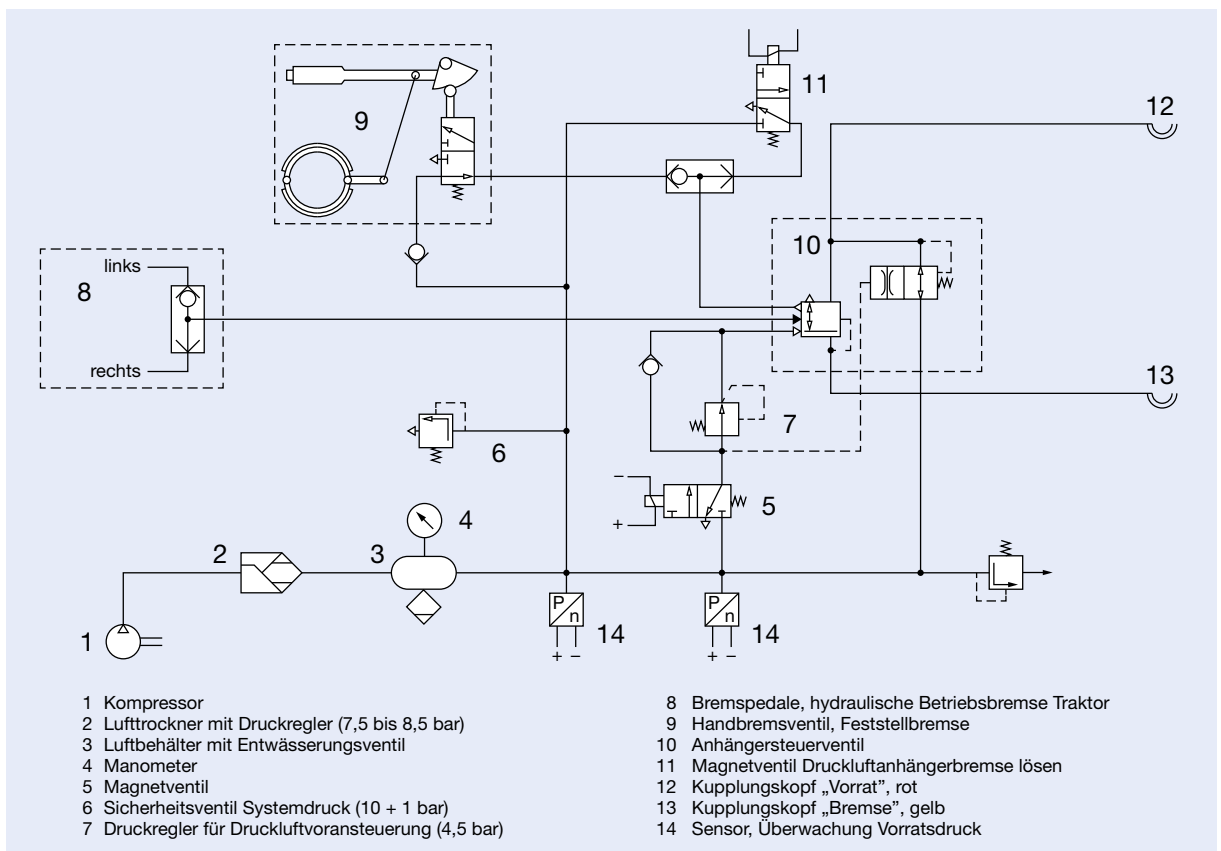 11
12
9
10
links
8
rechts
13
7
6
5
4
2
3
1
P
n
14
P
n
14
+ –
+ –
–
+
1 Kompressor
2 Lufttrockner mit Druckregler (7,5 bis 8,5 bar)
3 Luftbehälter mit Entwässerungsventil
4 Manometer
5 Magnetventil
6 Sicherheitsventil Systemdruck (10 + 1 bar)
7 Druckregler für Druckluftvoransteuerung (4,5 bar)
8 Bremspedale, hydraulische Betriebsbremse Traktor
9 Handbremsventil, Feststellbremse
10 Anhängersteuerventil
11 Magnetventil Druckluftanhängerbremse lösen
12 Kupplungskopf „Vorrat”, rot
13 Kupplungskopf „Bremse”, gelb
14 Sensor, Überwachung Vorratsdruck